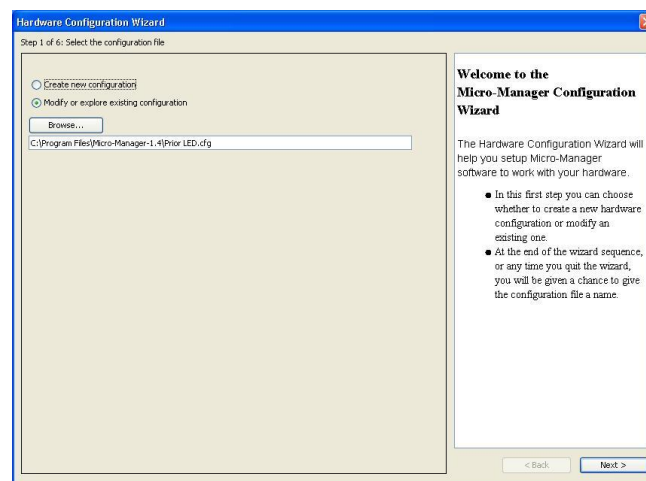 Hardware Configuration Wizard
Step 1 of 6: Select the configuration file
Create new configuration
Modify or explore existing configuration
Browse...
C:\Program Files\Micro-Manager-1.4\Prior LED.cfg
Welcome to the
Micro-Manager Configuration
Wizard
The Hardware Configuration Wizard will
help you setup Micro-Manager
software to work with your hardware.
● In this first step you can choose
whether to create a new hardware
configuration or modify an
existing one.
● At the end of the wizard sequence,
or any time you quit the wizard,
you will be given a chance to give
the configuration file a name.
< Back
Next >